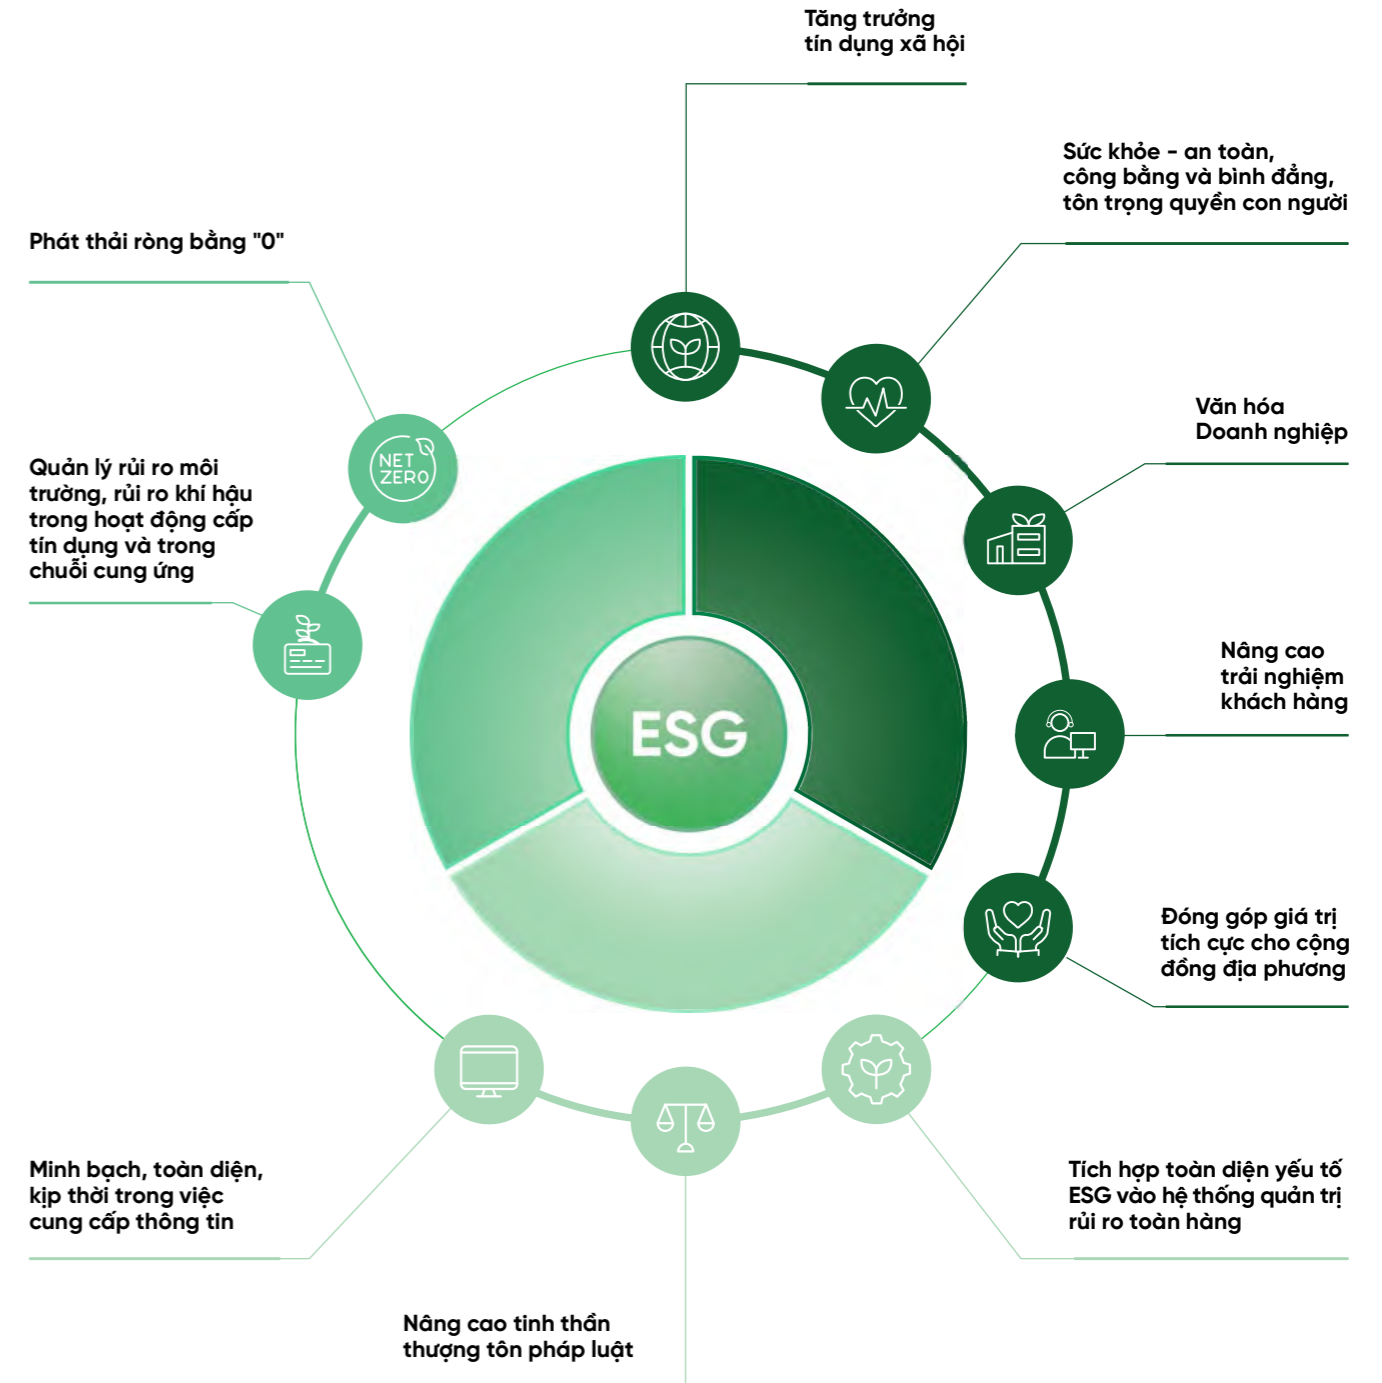 Tăng trưởng
tín dụng xã hội
Sức khỏe - an toàn,
công bằng và bình đẳng,
tôn trọng quyền con người
Phát thải ròng bằng "0"
Văn hóa
Doanh nghiệp
NET
ZERO
Quản lý rủi ro môi
trường, rủi ro khí hậu
trong hoạt động cấp
tín dụng và trong
chuỗi cung ứng
Nâng cao
trải nghiệm
khách hàng
ESG
Đóng góp giá trị
tích cực cho cộng
đồng địa phương
Minh bạch, toàn diện,
kịp thời trong việc
cung cấp thông tin
Tích hợp toàn diện yếu tố
ESG vào hệ thống quản trị
rủi ro toàn hàng
Nâng cao tinh thần
thượng tôn pháp luật